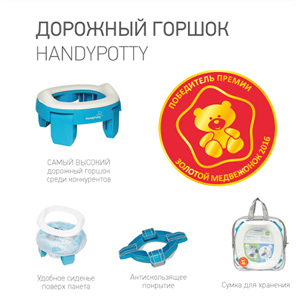 ДОРОЖНЫЙ ГОРШОК
HANDYPOTTY
ПОБЕДИТЕЛЬ ПРЕМИИ
ЗОЛОТОЙ МЕДВЕЖОНОК 2016
САМЫЙ ВЫСОКИЙ
дорожный горшок
среди конкурентов
Удобное сиденье
поверх пакета
Антискользящее
покрытие
Сумка для хранения